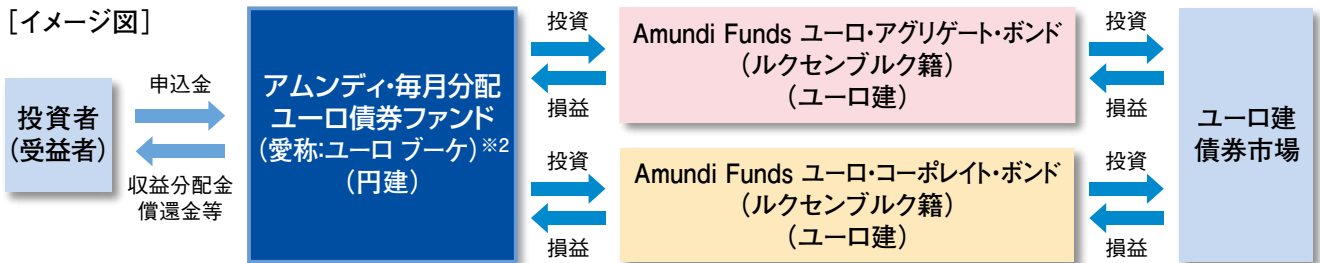 [イメージ図]
投資者
(受益者)
申込金
収益分配金
償還金等
アムンディ・毎月分配
ユーロ債券ファンド
(愛称:ユーロ ブーケ)※2
(円建)
投資
損益
Amundi Funds ユーロ・アグリゲート・ボンド
(ルクセンブルク籍)
(ユーロ建)
投資
損益
投資
損益
Amundi Funds ユーロ・コーポレイト・ボンド
(ルクセンブルク籍)
(ユーロ建)
投資
損益
ユーロ建
債券市場